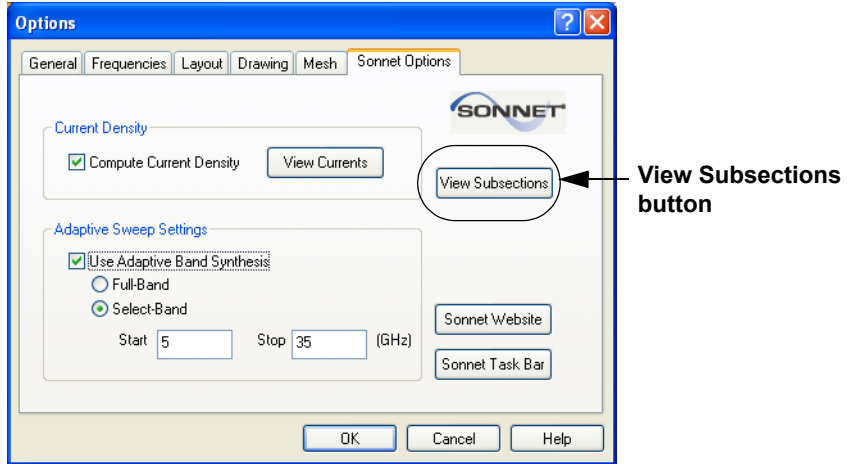 Options
General Frequencies Layout Drawing Mesh Sonnet Options
SONNET
Current Density
Compute Current Density View Currents
View Subsections
View Subsections
button
Adaptive Sweep Settings
Use Adaptive Band Synthesis
Full-Band
Select-Band
Start 5 Stop 35 (GHz)
Sonnet Website
Sonnet Task Bar
OK Cancel Help